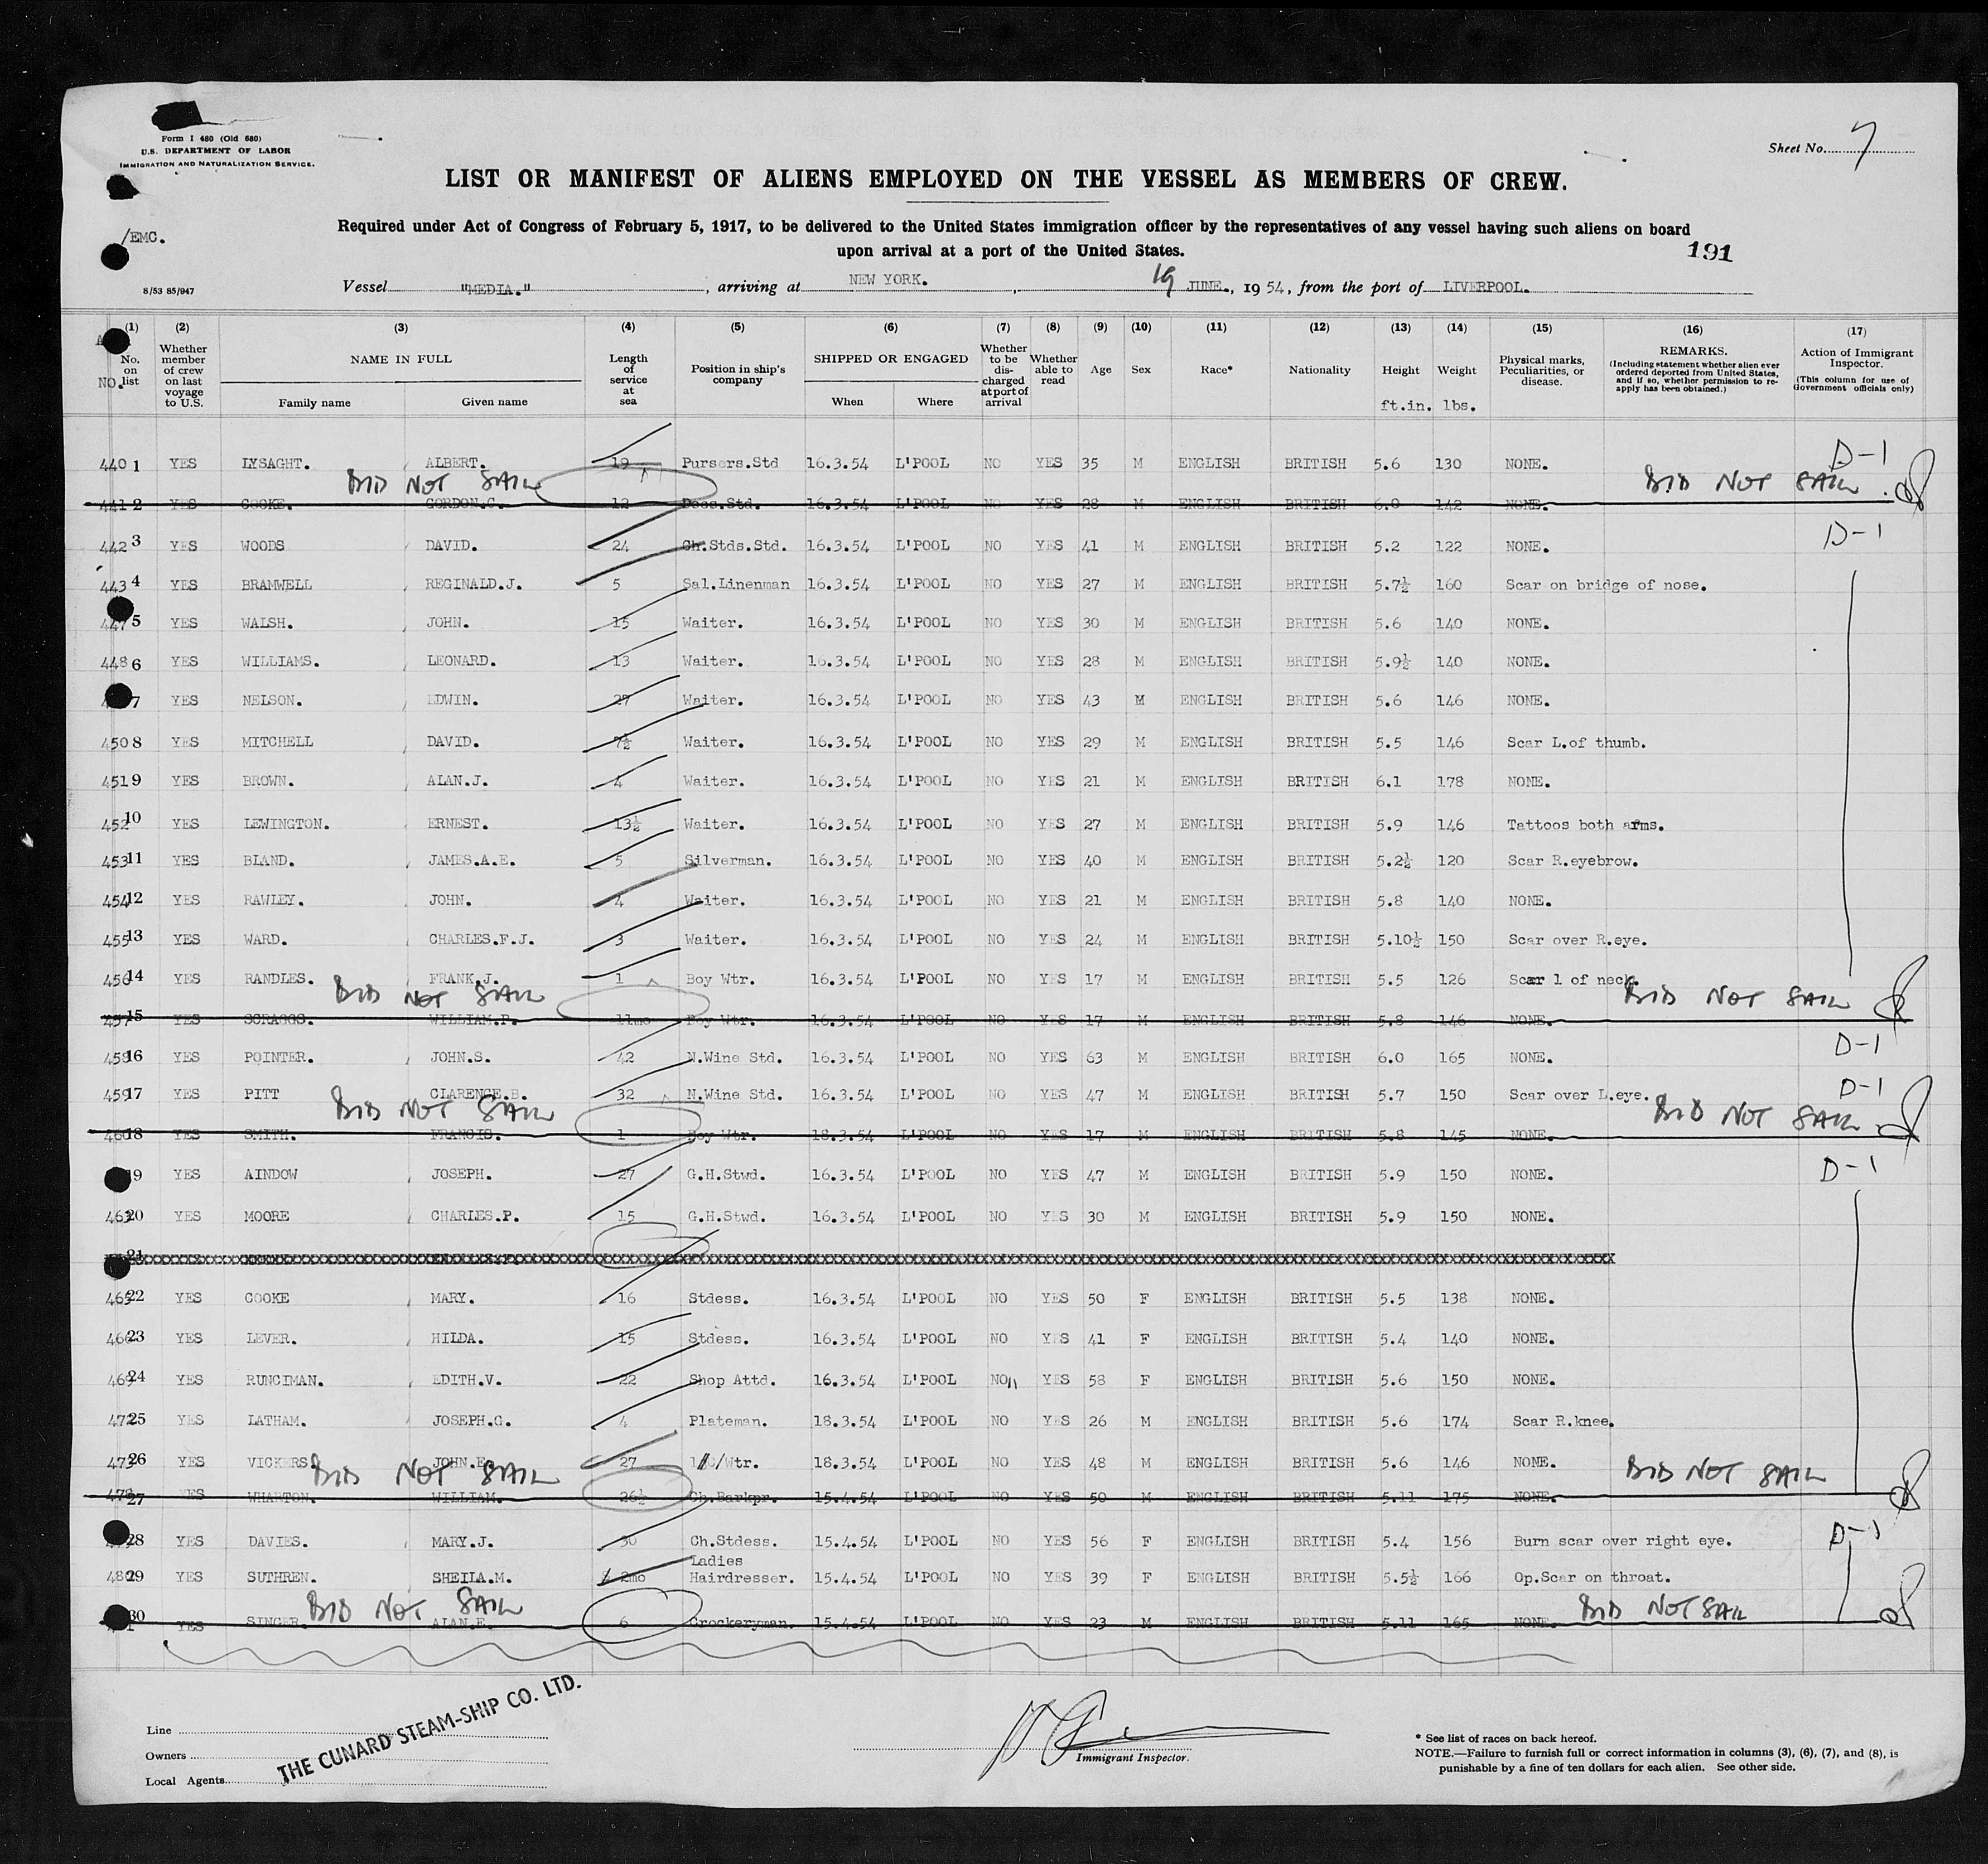 Form I 480 (Old 680)
U.S. DEPARTMENT OF LABOR
IMMIGRATION AND NATURALIZATION SERVICE.
Sheet No. 7
LIST OR MANIFEST OF ALIENS EMPLOYED ON THE VESSEL AS MEMBERS OF CREW.
Required under Act of Congress of February 5, 1917, to be delivered to the United States immigration officer by the representatives of any vessel having such aliens on board
upon arrival at a port of the United States.
/EMC.
191
8/53 85/947
Vessel "MEDIA." , arriving at NEW YORK. , 19 JUNE., 1954, from the port of LIVERPOOL.
(1) (2) (3) (4) (5) (6) (7) (8) (9) (10) (11) (12) (13) (14) (15) (16) (17)
No. on list Whether member of crew on last voyage to U.S. NAME IN FULL Family name Given name Length of service at sea Position in ship's company SHIPPED OR ENGAGED When Where Whether to be discharged at port of arrival Whether able to read Age Sex Race* Nationality Height ft.in. Weight lbs. Physical marks, Peculiarities, or disease. REMARKS. (Including statement whether alien ever ordered deported from United States, and if so, whether permission to reapply has been obtained.) Action of Immigrant Inspector. (This column for use of Government officials only)
NO.
440 1 YES LYSAGHT. ALBERT. 19 Pursers.Std 16.3.54 L'POOL NO YES 35 M ENGLISH BRITISH 5.6 130 NONE. D-1
DID NOT SAIL DID NOT SAIL
441 2 YES COOKE. GORDON.C. 12 Std. 16.3.54 L'POOL NO YES 28 M ENGLISH BRITISH 6.0 142 NONE.
442 3 YES WOODS DAVID. 24 Ch.Stds.Std. 16.3.54 L'POOL NO YES 41 M ENGLISH BRITISH 5.2 122 NONE. D-1
443 4 YES BRAMWELL REGINALD.J. 5 Sal.Linenman 16.3.54 L'POOL NO YES 27 M ENGLISH BRITISH 5.7½ 160 Scar on bridge of nose.
447 5 YES WALSH. JOHN. 15 Waiter. 16.3.54 L'POOL NO YES 30 M ENGLISH BRITISH 5.6 140 NONE.
448 6 YES WILLIAMS. LEONARD. 13 Waiter. 16.3.54 L'POOL NO YES 28 M ENGLISH BRITISH 5.9½ 140 NONE.
7 YES NELSON. EDWIN. 27 Waiter. 16.3.54 L'POOL NO YES 43 M ENGLISH BRITISH 5.6 146 NONE.
450 8 YES MITCHELL DAVID. 7½ Waiter. 16.3.54 L'POOL NO YES 29 M ENGLISH BRITISH 5.5 146 Scar L.of thumb.
451 9 YES BROWN. ALAN.J. 4 Waiter. 16.3.54 L'POOL NO YES 21 M ENGLISH BRITISH 6.1 178 NONE.
452 10 YES LEWINGTON. ERNEST. 13½ Waiter. 16.3.54 L'POOL NO YES 27 M ENGLISH BRITISH 5.9 146 Tattoos both arms.
453 11 YES BLAND. JAMES.A.E. 5 Silverman. 16.3.54 L'POOL NO YES 40 M ENGLISH BRITISH 5.2½ 120 Scar R.eyebrow.
454 12 YES RAWLEY. JOHN. 4 Waiter. 16.3.54 L'POOL NO YES 21 M ENGLISH BRITISH 5.8 140 NONE.
455 13 YES WARD. CHARLES.F.J. 3 Waiter. 16.3.54 L'POOL NO YES 24 M ENGLISH BRITISH 5.10½ 150 Scar over R.eye.
456 14 YES RANDLES. FRANK.J. 1 Boy Wtr. 16.3.54 L'POOL NO YES 17 M ENGLISH BRITISH 5.5 126 Scar l of neck.
DID NOT SAIL DID NOT SAIL
457 15 YES SCRAGGS. WILLIAM.P. 11mo Boy Wtr. 16.3.54 L'POOL NO YES 17 M ENGLISH BRITISH 5.8 146 NONE.
458 16 YES POINTER. JOHN.S. 42 N.Wine Std. 16.3.54 L'POOL NO YES 63 M ENGLISH BRITISH 6.0 165 NONE. D-1
459 17 YES PITT CLARENCE.B. 32 N.Wine Std. 16.3.54 L'POOL NO YES 47 M ENGLISH BRITISH 5.7 150 Scar over L.eye. D-1
DID NOT SAIL DID NOT SAIL
460 18 YES SMITH. FRANCIS. 1 Boy Wtr. 18.3.54 L'POOL NO YES 17 M ENGLISH BRITISH 5.8 145 NONE.
19 YES AINDOW JOSEPH. 27 G.H.Stwd. 16.3.54 L'POOL NO YES 47 M ENGLISH BRITISH 5.9 150 NONE. D-1
20 YES MOORE CHARLES.P. 15 G.H.Stwd. 16.3.54 L'POOL NO YES 30 M ENGLISH BRITISH 5.9 150 NONE.
21
465 22 YES COOKE MARY. 16 Stdess. 16.3.54 L'POOL NO YES 50 F ENGLISH BRITISH 5.5 138 NONE.
23 YES LEVER. HILDA. 15 Stdess. 16.3.54 L'POOL NO YES 41 F ENGLISH BRITISH 5.4 140 NONE.
24 YES RUNCIMAN. EDITH.V. 22 Shop Attd. 16.3.54 L'POOL NO YES 58 F ENGLISH BRITISH 5.6 150 NONE.
25 YES LATHAM. JOSEPH.G. 4 Plateman. 18.3.54 L'POOL NO YES 26 M ENGLISH BRITISH 5.6 174 Scar R.knee.
26 YES VICKERS JOHN.E. 27 Wtr. 18.3.54 L'POOL NO YES 48 M ENGLISH BRITISH 5.6 146 NONE.
DID NOT SAIL DID NOT SAIL
27 YES WHARTON. WILLIAM. 26½ Ch.Barkpr. 15.4.54 L'POOL NO YES 50 M ENGLISH BRITISH 5.11 175 NONE.
28 YES DAVIES. MARY.J. 30 Ch.Stdess. 15.4.54 L'POOL NO YES 56 F ENGLISH BRITISH 5.4 156 Burn scar over right eye. D-1
29 YES SUTHREN. SHEILA.M. 2mo Ladies Hairdresser. 15.4.54 L'POOL NO YES 39 F ENGLISH BRITISH 5.5½ 166 Op.Scar on throat.
DID NOT SAIL DID NOT SAIL
30 YES SINGER ALAN.E. 6 Crockeryman. 15.4.54 L'POOL NO YES 23 M ENGLISH BRITISH 5.11 165 NONE.
Line
Owners
Local Agents
THE CUNARD STEAM-SHIP CO. LTD.
Immigrant Inspector.
* See list of races on back hereof.
NOTE.—Failure to furnish full or correct information in columns (3), (6), (7), and (8), is
punishable by a fine of ten dollars for each alien. See other side.